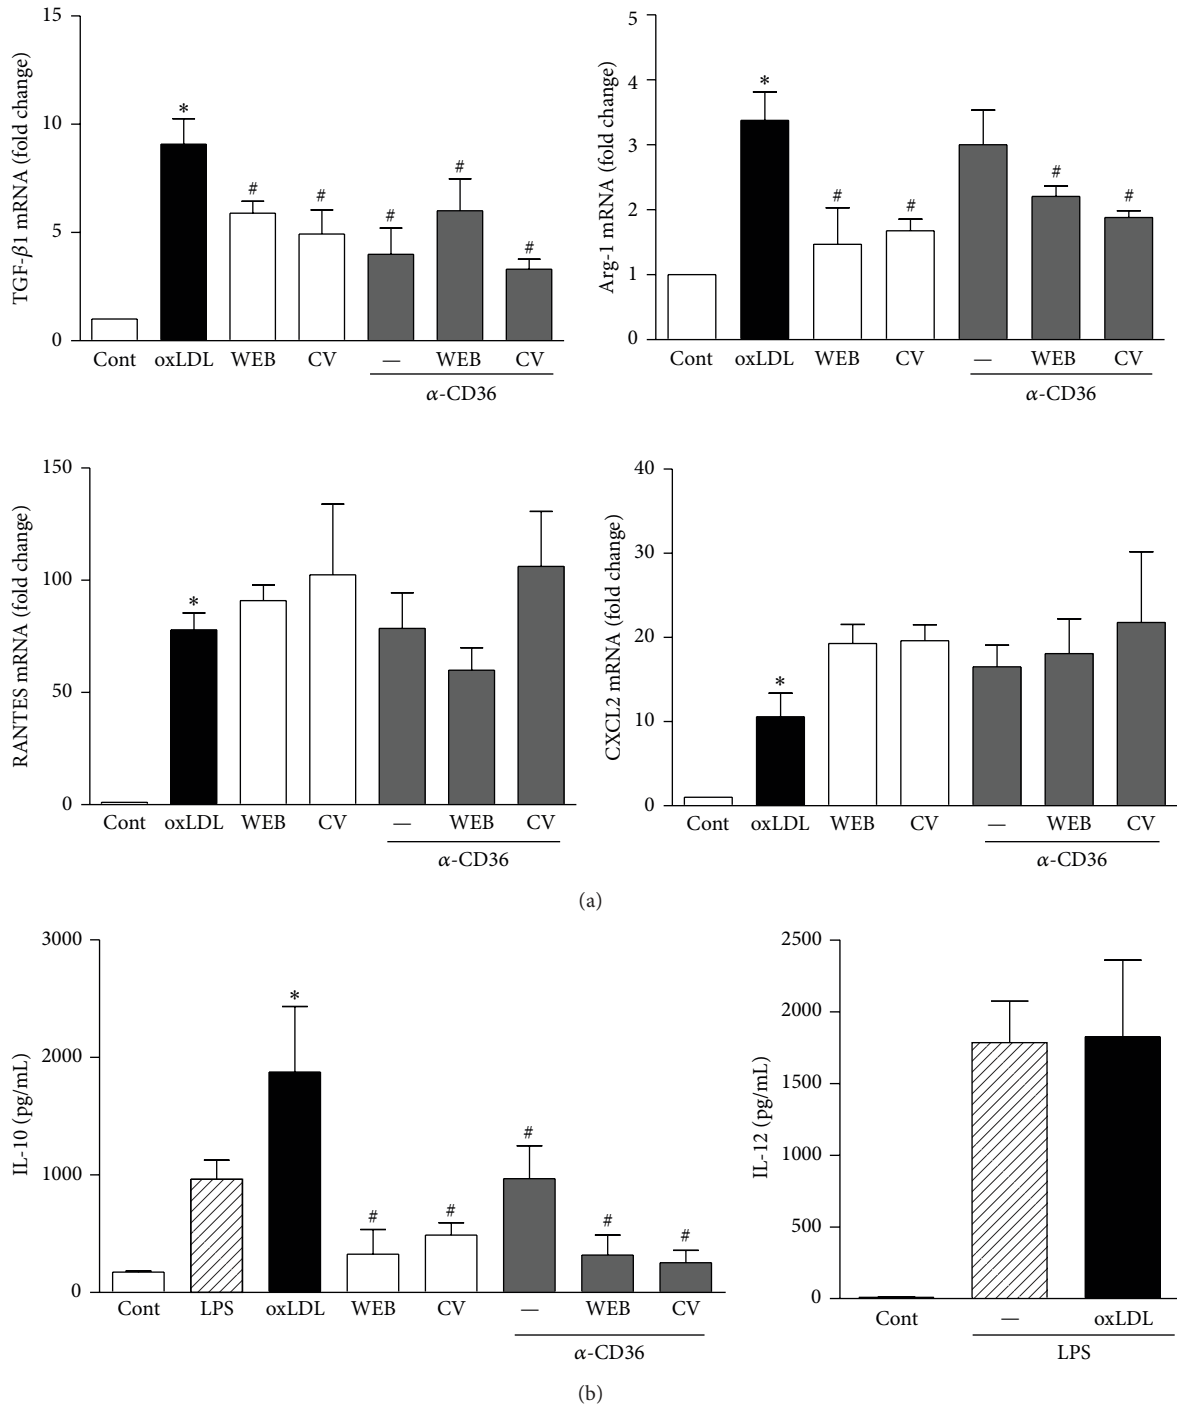 TGF-β1 mRNA (fold change)
15
10
5
0
*
#
#
#
#
#
Cont oxLDL WEB CV — WEB CV
α-CD36
Arg-1 mRNA (fold change)
5
4
3
2
1
0
*
#
#
#
#
Cont oxLDL WEB CV — WEB CV
α-CD36
RANTES mRNA (fold change)
150
100
50
0
*
Cont oxLDL WEB CV — WEB CV
α-CD36
CXCL2 mRNA (fold change)
40
30
20
10
0
*
Cont oxLDL WEB CV — WEB CV
α-CD36
(a)
IL-10 (pg/mL)
3000
2000
1000
0
*
#
#
#
#
#
Cont LPS oxLDL WEB CV — WEB CV
α-CD36
IL-12 (pg/mL)
2500
2000
1500
1000
500
0
Cont — oxLDL
LPS
(b)